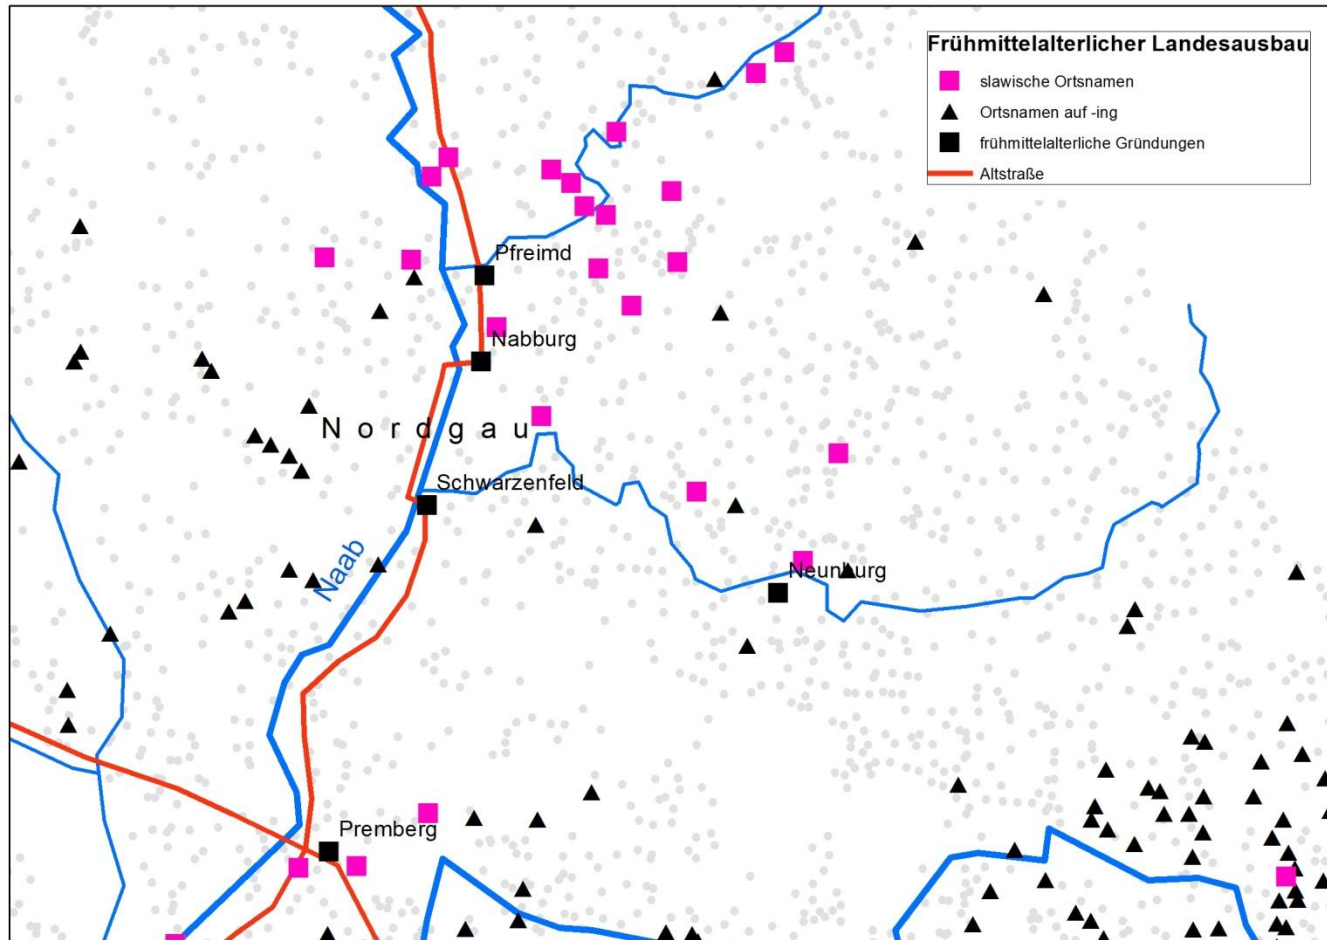 Frühmittelalterlicher Landesausbau
slawische Ortsnamen
Ortsnamen auf -ing
frühmittelalterliche Gründungen
Altstraße
Pfreimd
Nabburg
Nordgau
Schwarzenfeld
Naab
Neunburg
Premberg